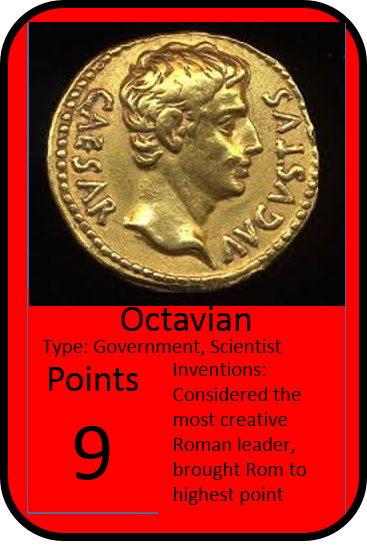 CAESAR
AVGVSTVS
Octavian
Type: Government, Scientist
Points
9
Inventions:
Considered the
most creative
Roman leader,
brought Rom to
highest point